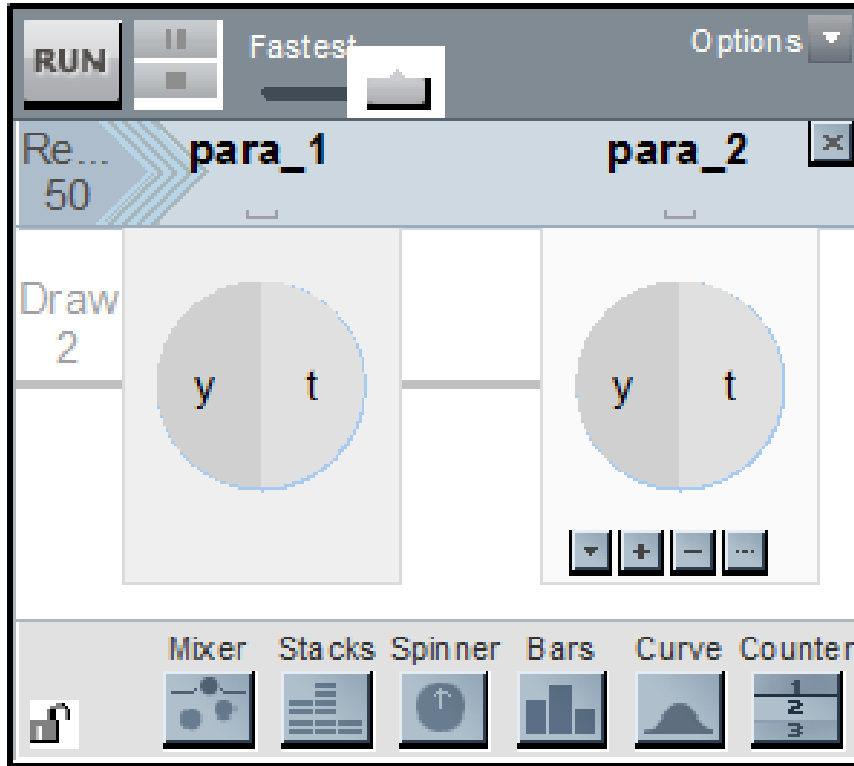 RUN
Fastest
Options
Re...
50
para_1
para_2
Draw
2
y
t
y
t
Mixer
Stacks
Spinner
Bars
Curve
Counter
1
2
3